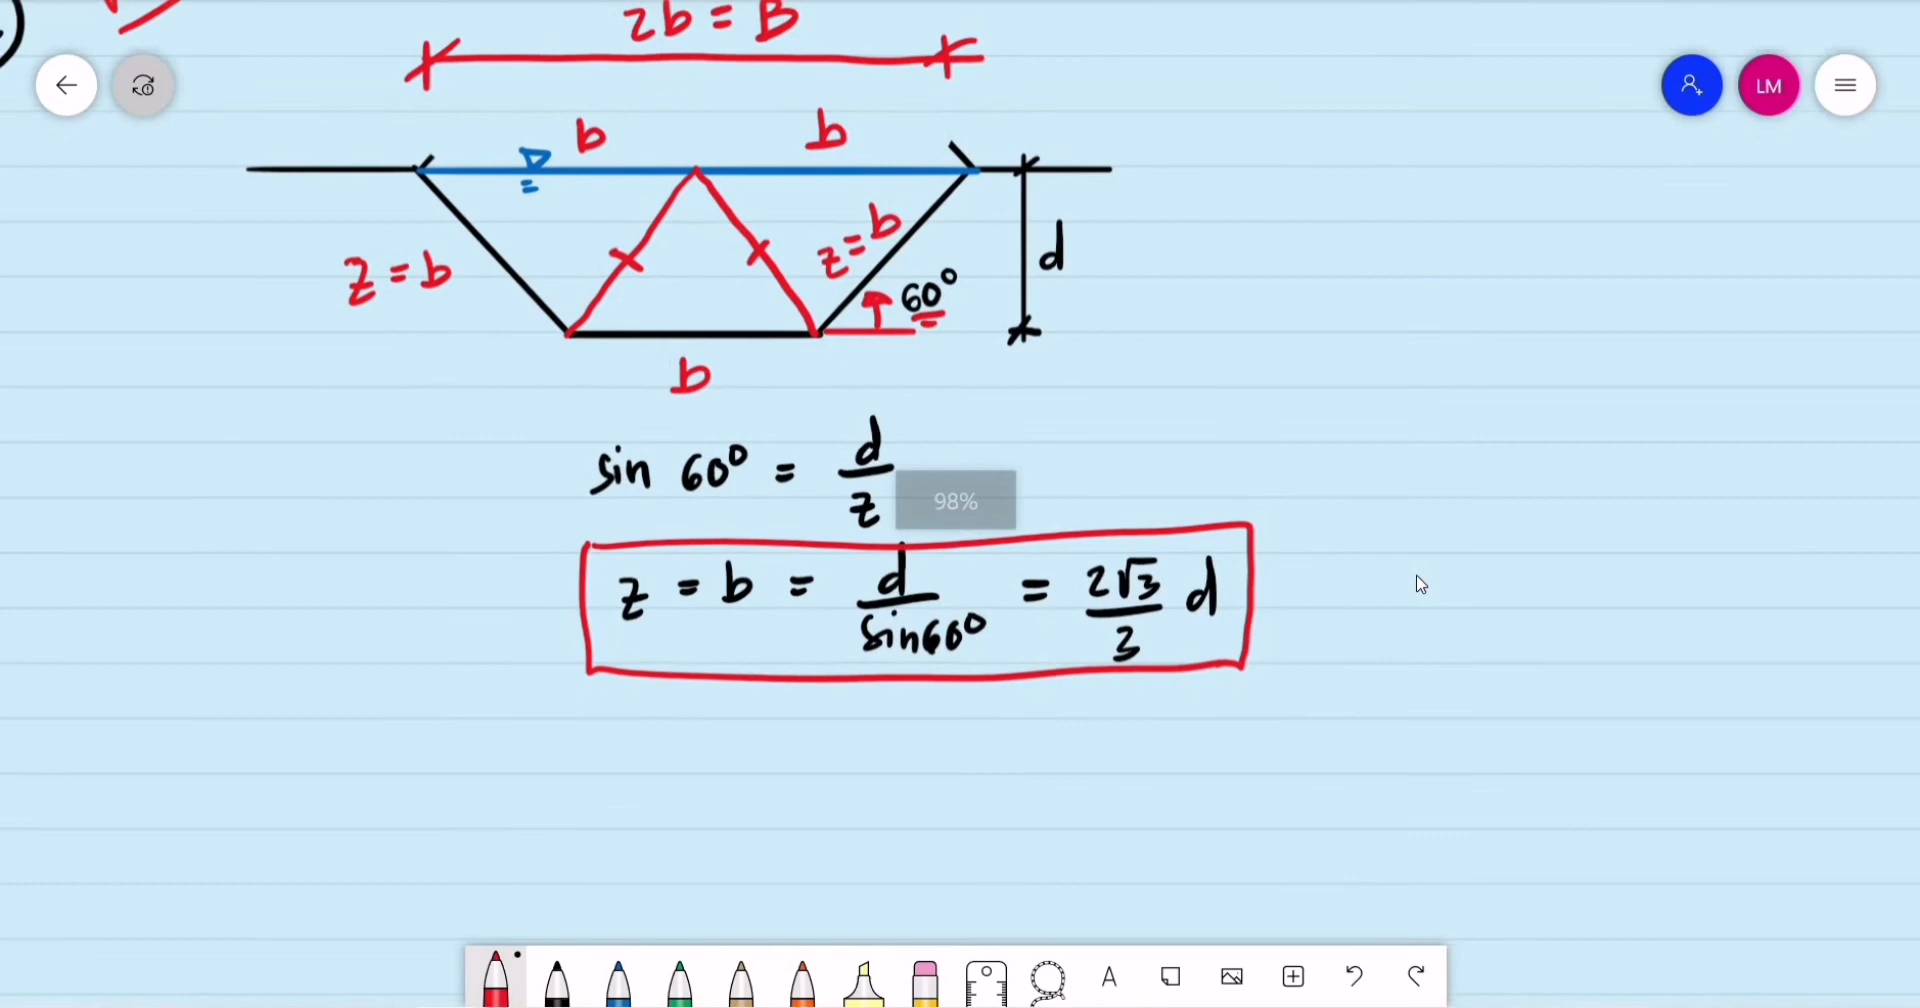 2b = B
LM
b
b
z = b
z = b
60°
d
b
sin 60° = d/z
98%
z = b = d/sin60° = 2√3/3 d
A